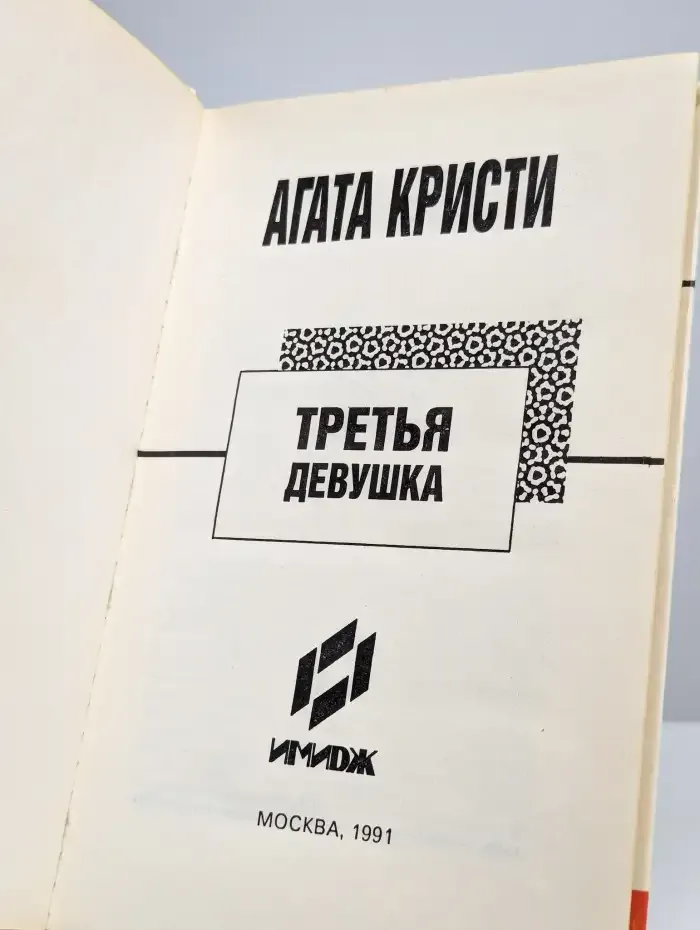 АГАТА КРИСТИ
ТРЕТЬЯ
ДЕВУШКА
ИМИДЖ
МОСКВА, 1991